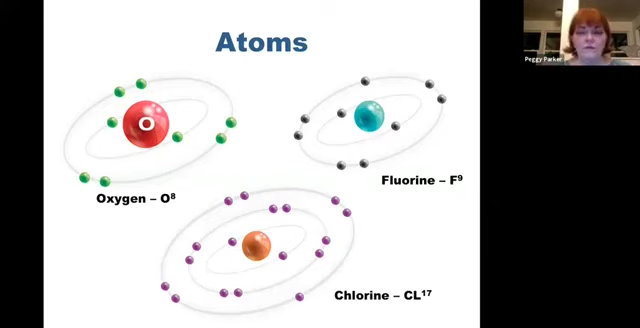 Atoms
Peggy Parker
O
Oxygen – O⁸
Fluorine – F⁹
Chlorine – CL¹⁷